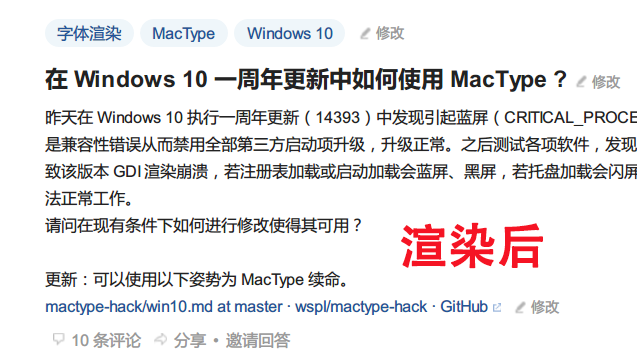 字体渲染 MacType Windows 10 修改
在 Windows 10 一周年更新中如何使用 MacType？ 修改
昨天在 Windows 10 执行一周年更新（14393）中发现引起蓝屏（CRITICAL_PROCE
是兼容性错误从而禁用全部第三方启动项升级，升级正常。之后测试各项软件，发现
致该版本 GDI 渲染崩溃，若注册表加载或启动加载会蓝屏、黑屏，若托盘加载会闪屏
法正常工作。
请问在现有条件下如何进行修改使得其可用？
渲染后
更新：可以使用以下姿势为 MacType 续命。
mactype-hack/win10.md at master · wspl/mactype-hack · GitHub 修改
10 条评论 分享 • 邀请回答